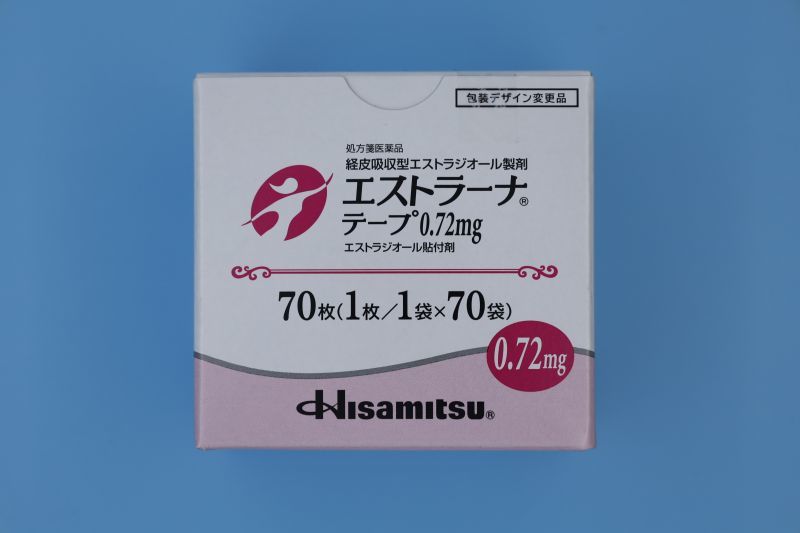 包装デザイン変更品
処方箋医薬品
経皮吸収型エストラジオール製剤
エストラーナ®
テープ®0.72mg
エストラジオール貼付剤
70枚(1枚/1袋×70袋)
0.72mg
Hisamitsu®